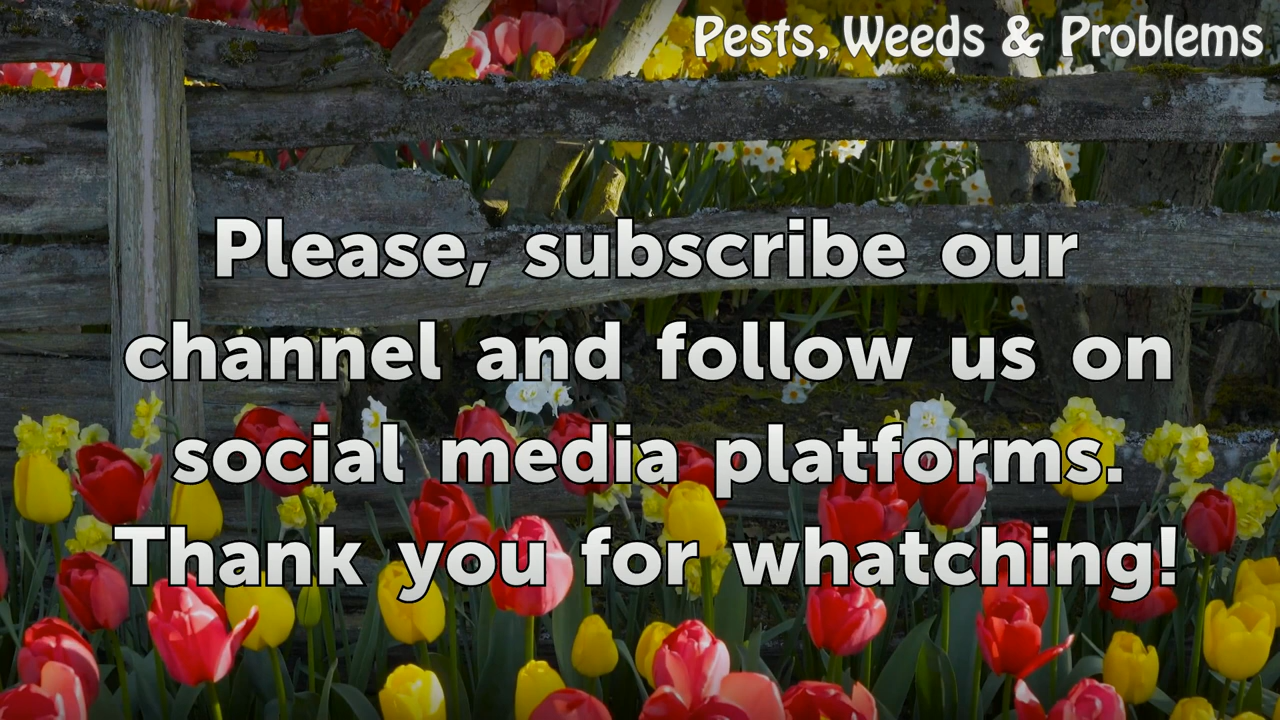 Pests, Weeds & Problems
Please, subscribe our
channel and follow us on
social media platforms.
Thank you for whatching!